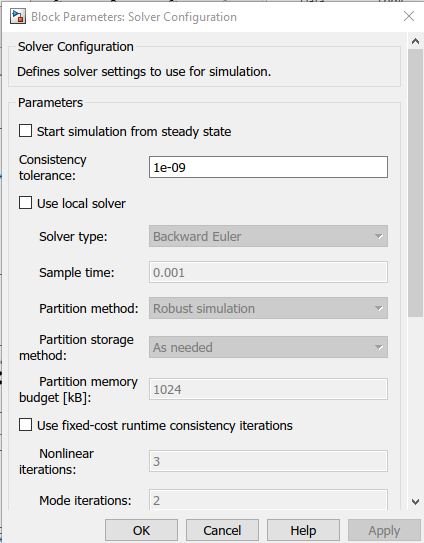 Block Parameters: Solver Configuration
Solver Configuration
Defines solver settings to use for simulation.
Parameters
Start simulation from steady state
Consistency
tolerance:
1e-09
Use local solver
Solver type:
Backward Euler
Sample time:
0.001
Partition method:
Robust simulation
Partition storage
method:
As needed
Partition memory
budget [kB]:
1024
Use fixed-cost runtime consistency iterations
Nonlinear
iterations:
3
Mode iterations:
2
OK
Cancel
Help
Apply